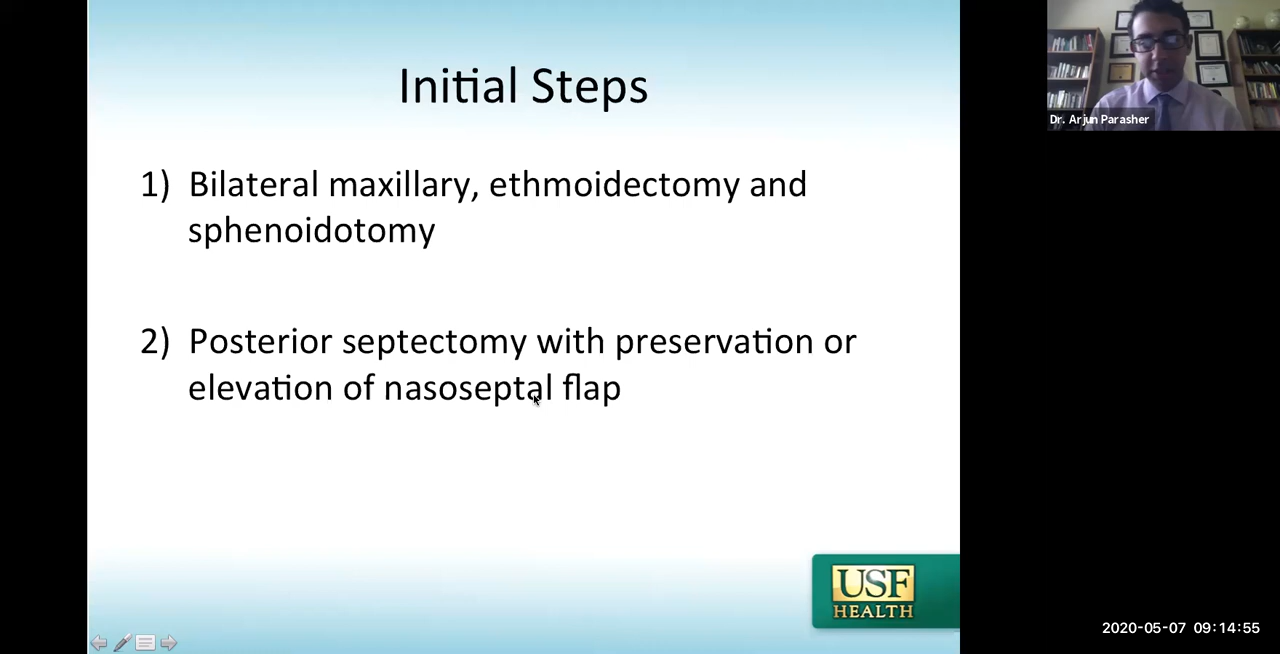 Initial Steps
1) Bilateral maxillary, ethmoidectomy and
sphenoidotomy
2) Posterior septectomy with preservation or
elevation of nasoseptal flap
USF
HEALTH
Dr. Arjun Parasher
2020-05-07 09:14:55